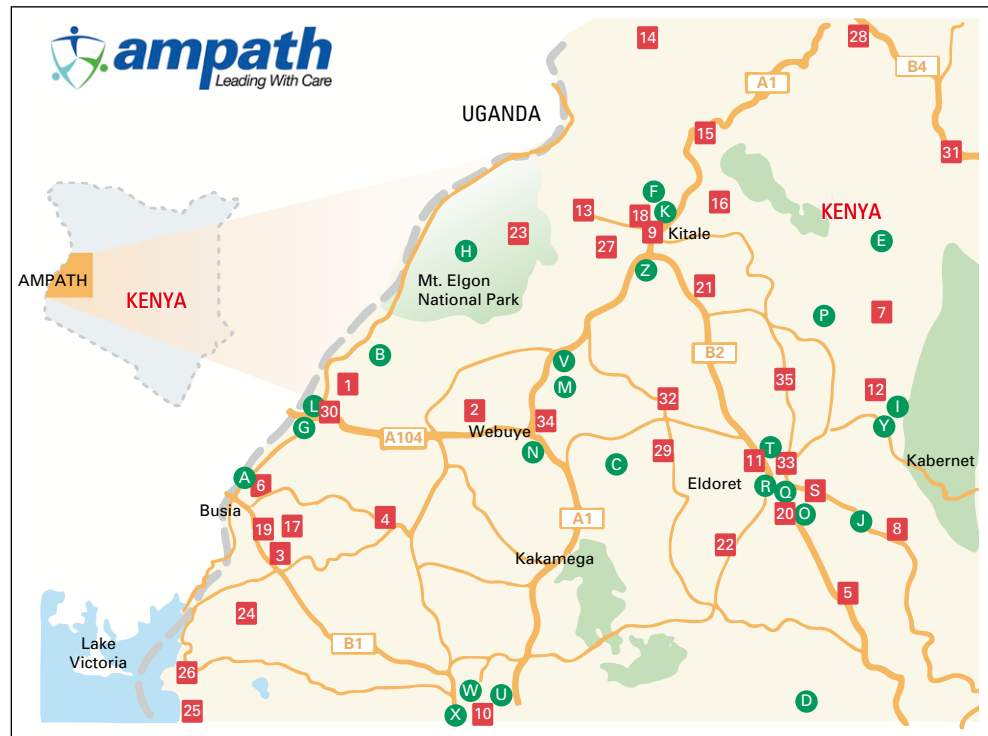 ampath
Leading With Care
14
28
B4
A1
UGANDA
15
31
F
13
18
K
16
KENYA
23
9
Kitale
E
H
27
Z
AMPATH
Mt. Elgon
National Park
21
KENYA
P
7
B
V
B2
1
M
35
12
L
30
2
32
I
G
34
Y
Webuye
A104
N
C
29
11
T
33
Kabernet
A
6
Eldoret
R
Q
S
Busia
20
O
19
17
4
A1
J
8
3
Kakamega
22
24
5
Lake
Victoria
B1
26
W
U
D
25
X
10